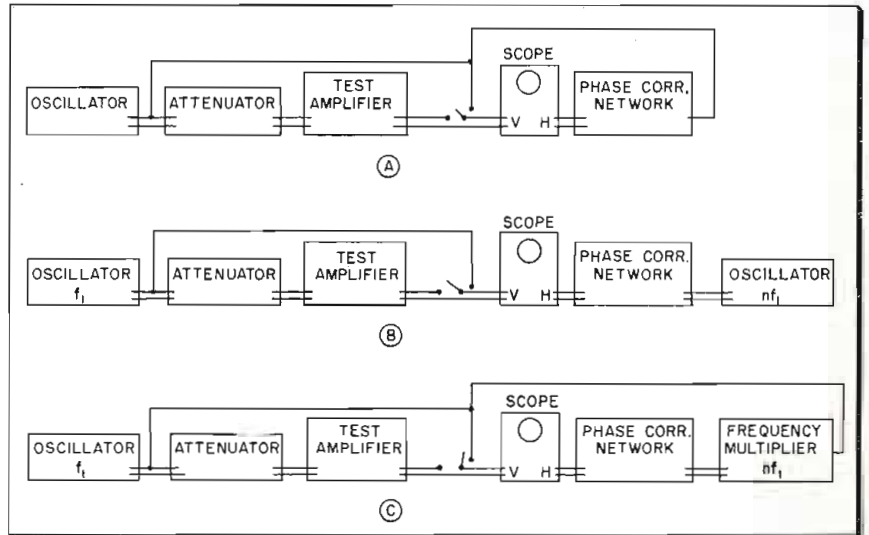 SCOPE
OSCILLATOR
ATTENUATOR
TEST
AMPLIFIER
V H
PHASE CORR.
NETWORK
A
SCOPE
OSCILLATOR
f₁
ATTENUATOR
TEST
AMPLIFIER
V H
PHASE CORR.
NETWORK
OSCILLATOR
nf₁
B
SCOPE
OSCILLATOR
f₁
ATTENUATOR
TEST
AMPLIFIER
V H
PHASE CORR.
NETWORK
FREQUENCY
MULTIPLIER
nf₁
C